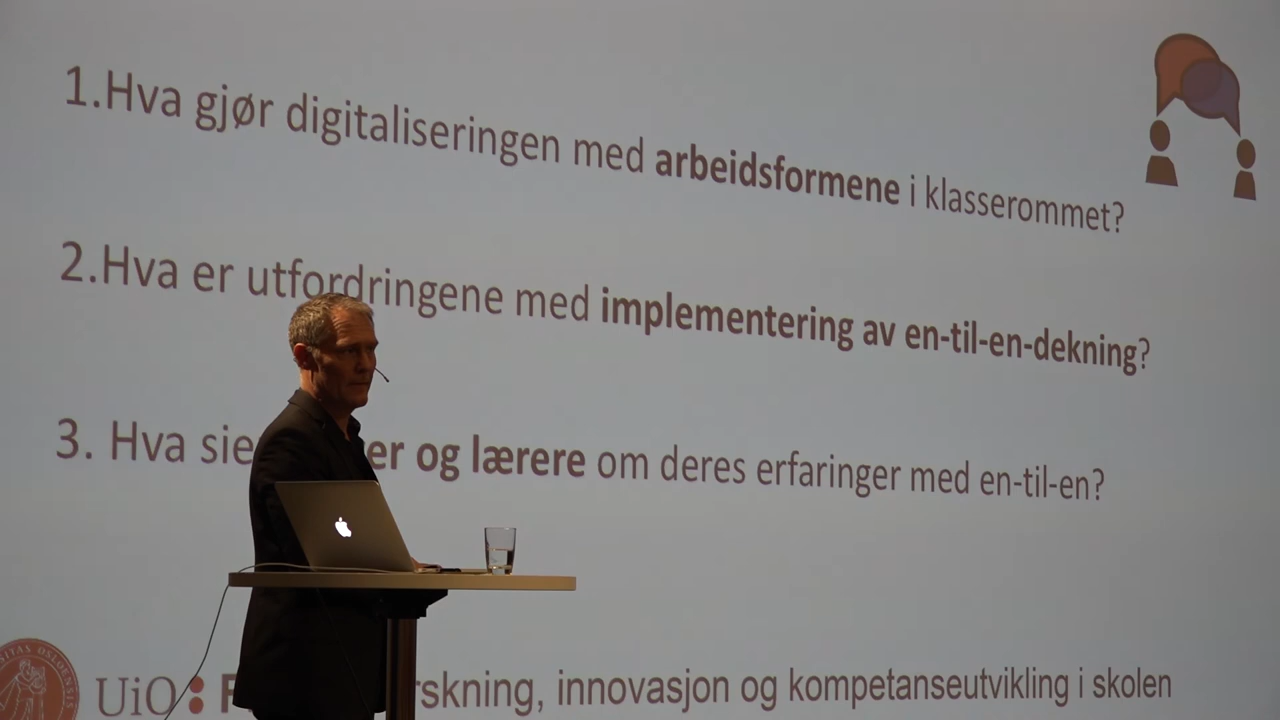 1.Hva gjør digitaliseringen med arbeidsformene i klasserommet?
2.Hva er utfordringene med implementering av en-til-en-dekning?
3. Hva sie er og lærere om deres erfaringer med en-til-en?
UiO: F rskning, innovasjon og kompetanseutvikling i skolen